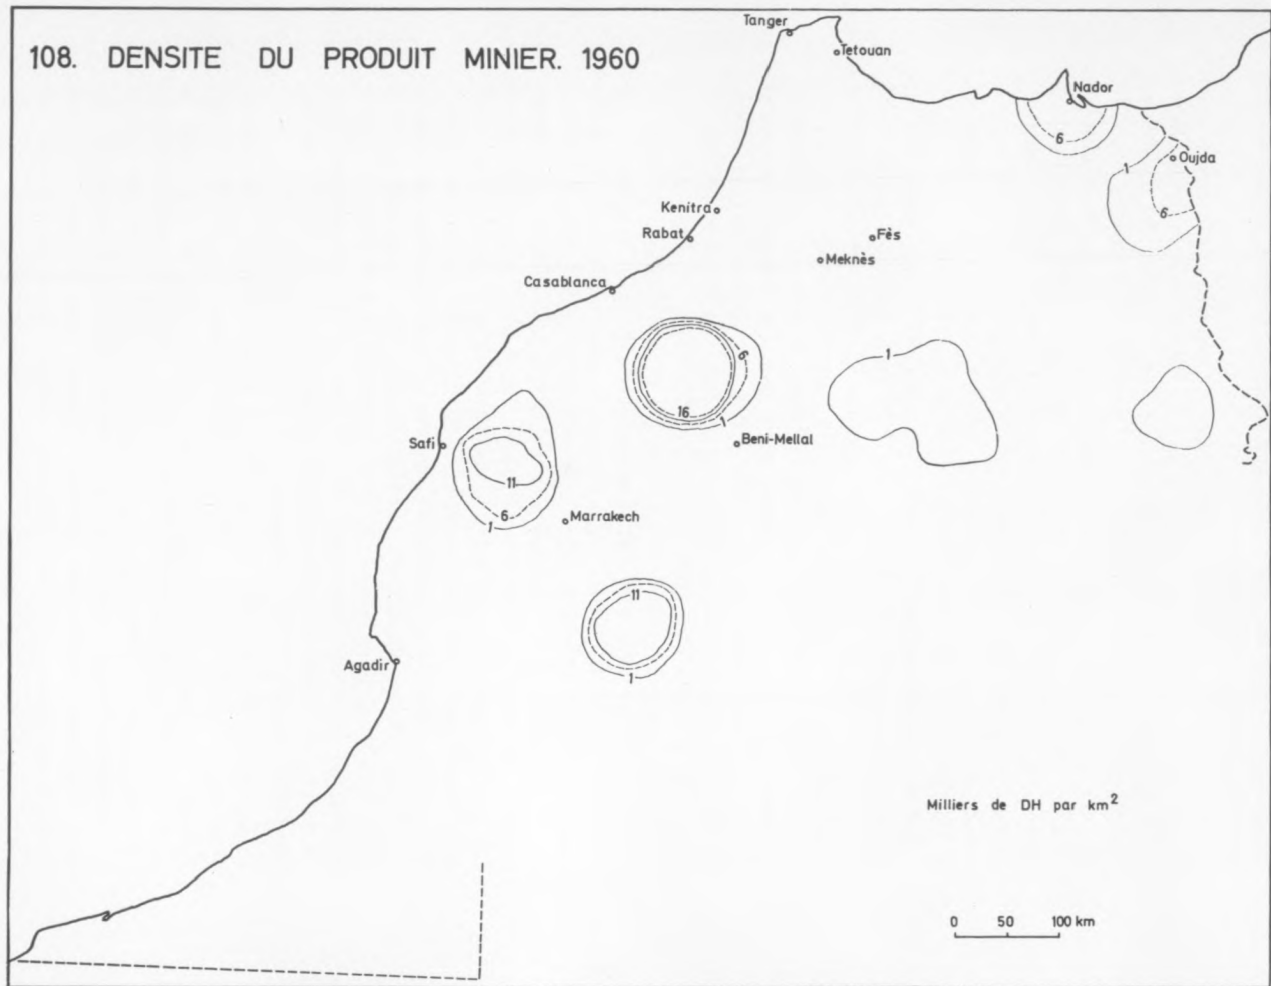 108. DENSITE DU PRODUIT MINIER. 1960
Tanger
Tetouan
Nador
6
Oujda
1
6
Kenitra
Rabat
Fès
Meknès
Casablanca
6
1
16
1
Beni-Mellal
Safi
11
6
1
Marrakech
11
1
Agadir
Milliers de DH par km²
0 50 100 km